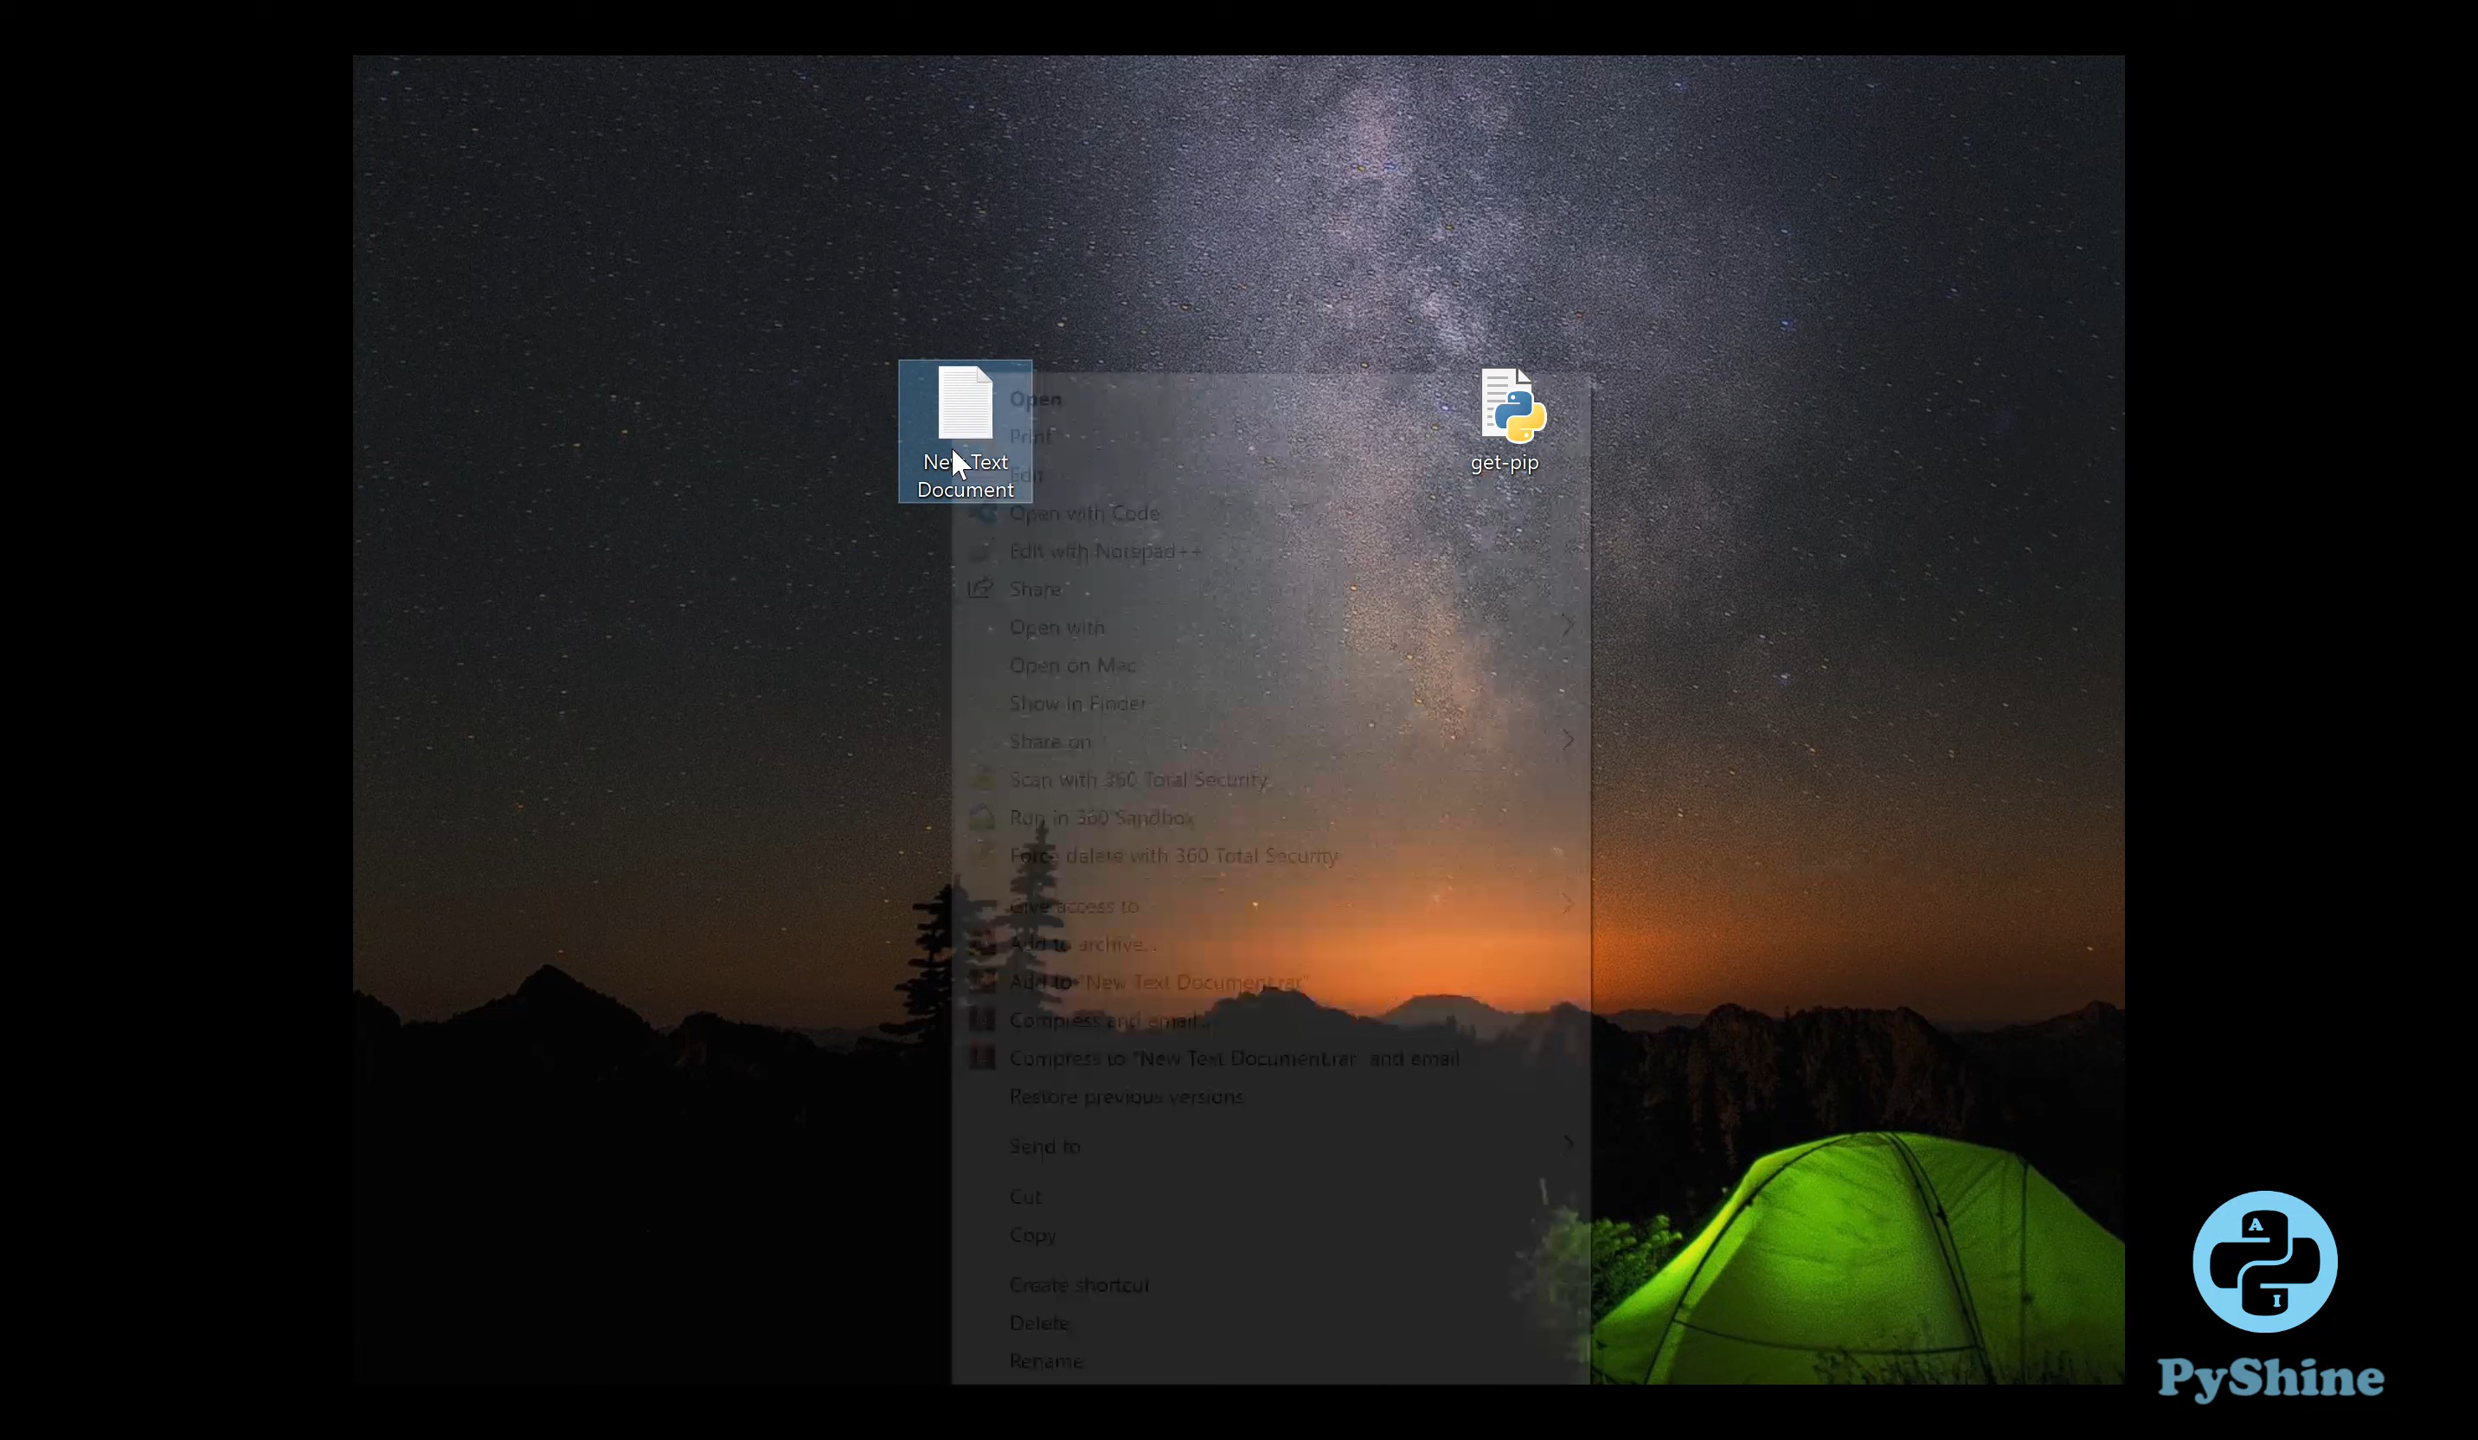 New Text
Document
get-pip
Open
Print
Edit
Open with Code
Edit with Notepad++
Share
Open with
Open on Mac
Show in Finder
Share on
Scan with 360 Total Security
Run in 360 Sandbox
Force delete with 360 Total Security
Give access to
Add to archive...
Add to "New Text Document.rar"
Compress and email...
Compress to "New Text Document.rar" and email
Restore previous versions
Send to
Cut
Copy
Create shortcut
Delete
Rename
A
I
PyShine